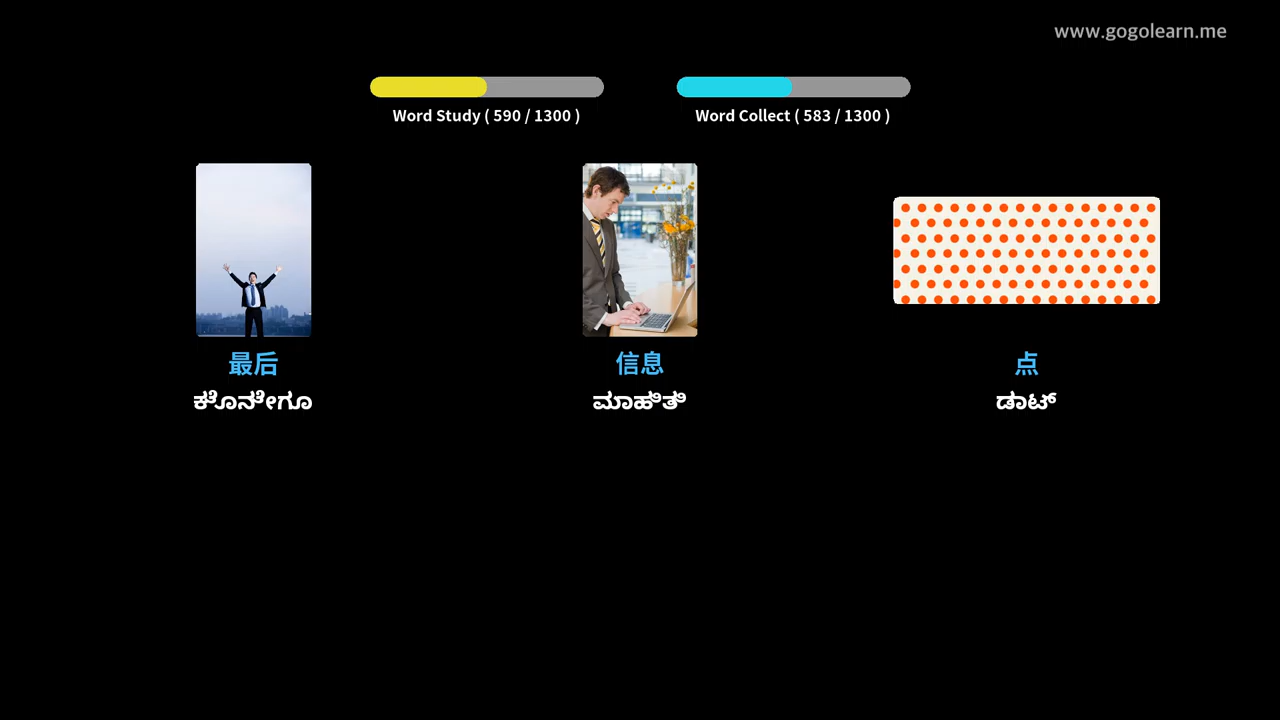 www.gogolearn.me
Word Study ( 590 / 1300 )
Word Collect ( 583 / 1300 )
最后
信息
点
ಕೊನೇಗೂ
ಮಾಹಿತಿ
ಡಾಟ್